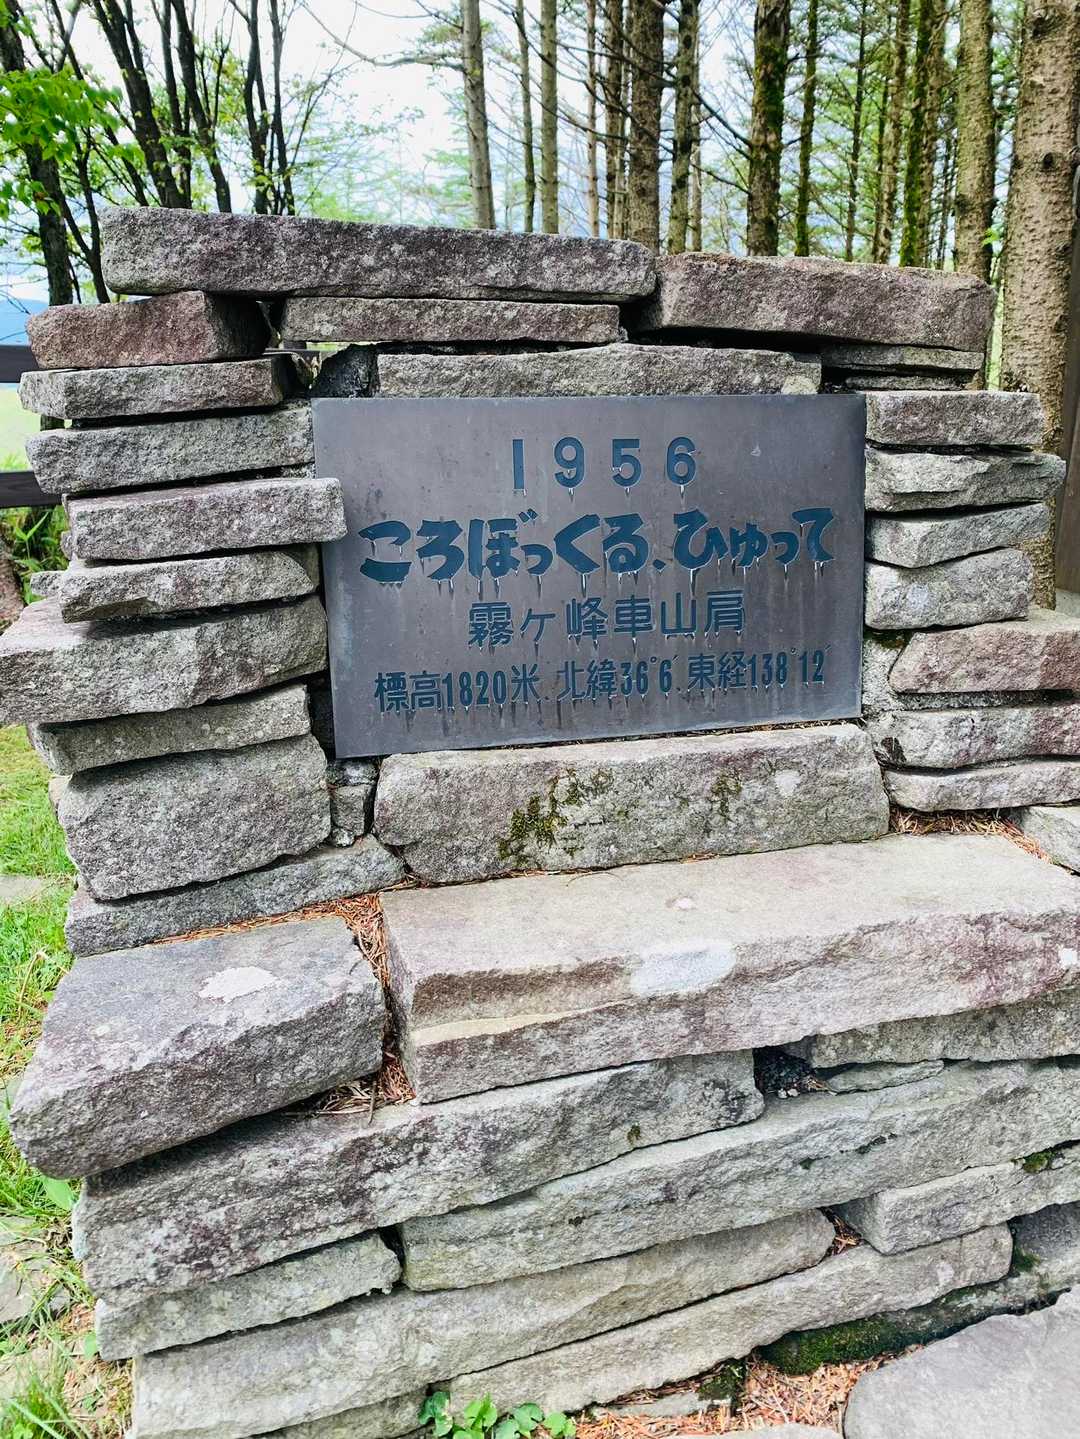 1956
ころぼっくる、ひゅって
霧ヶ峰車山肩
標高1820米 北緯36°6′ 東経138°12′